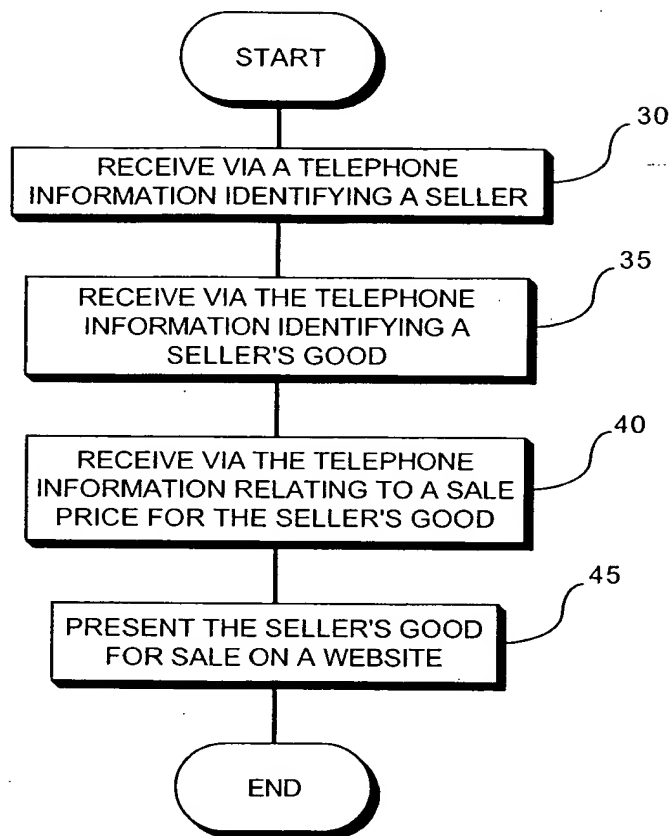 START
30
RECEIVE VIA A TELEPHONE
INFORMATION IDENTIFYING A SELLER
35
RECEIVE VIA THE TELEPHONE
INFORMATION IDENTIFYING A
SELLER'S GOOD
40
RECEIVE VIA THE TELEPHONE
INFORMATION RELATING TO A SALE
PRICE FOR THE SELLER'S GOOD
45
PRESENT THE SELLER'S GOOD
FOR SALE ON A WEBSITE
END